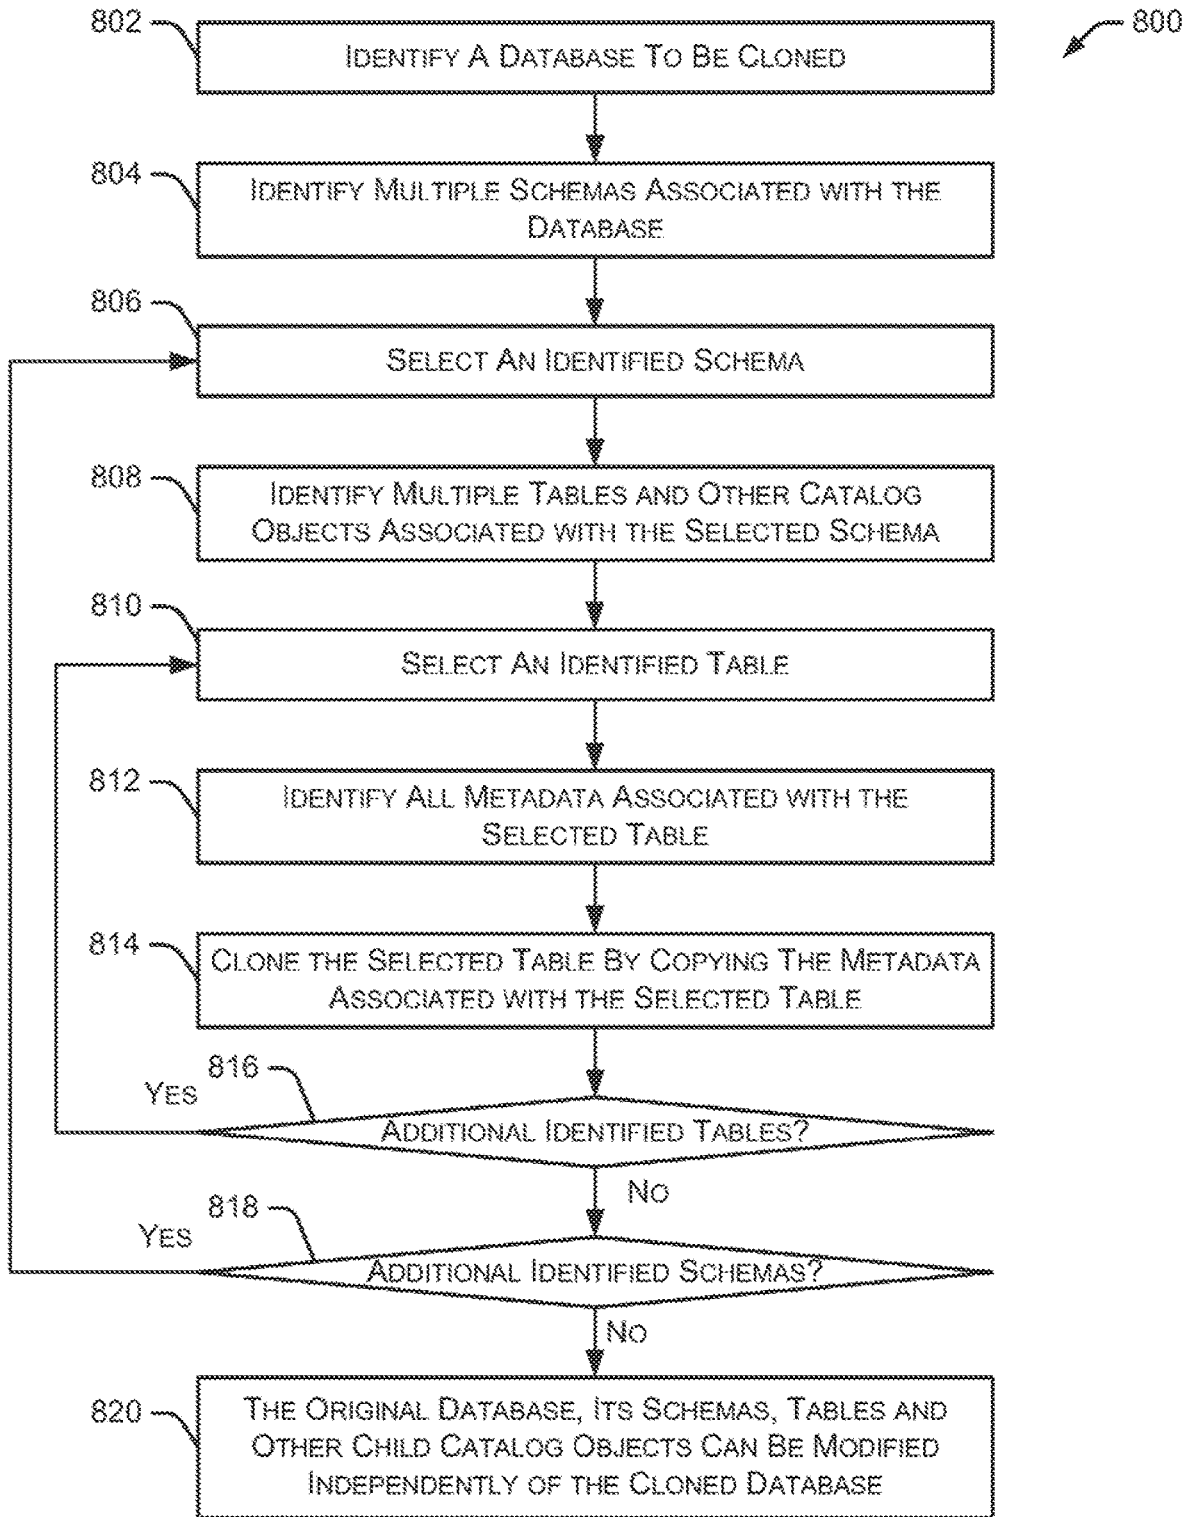 802
800
IDENTIFY A DATABASE TO BE CLONED
804
IDENTIFY MULTIPLE SCHEMAS ASSOCIATED WITH THE
DATABASE
806
SELECT AN IDENTIFIED SCHEMA
808
IDENTIFY MULTIPLE TABLES AND OTHER CATALOG
OBJECTS ASSOCIATED WITH THE SELECTED SCHEMA
810
SELECT AN IDENTIFIED TABLE
812
IDENTIFY ALL METADATA ASSOCIATED WITH THE
SELECTED TABLE
814
CLONE THE SELECTED TABLE BY COPYING THE METADATA
ASSOCIATED WITH THE SELECTED TABLE
816
YES
ADDITIONAL IDENTIFIED TABLES?
NO
818
YES
ADDITIONAL IDENTIFIED SCHEMAS?
NO
820
THE ORIGINAL DATABASE, ITS SCHEMAS, TABLES AND
OTHER CHILD CATALOG OBJECTS CAN BE MODIFIED
INDEPENDENTLY OF THE CLONED DATABASE